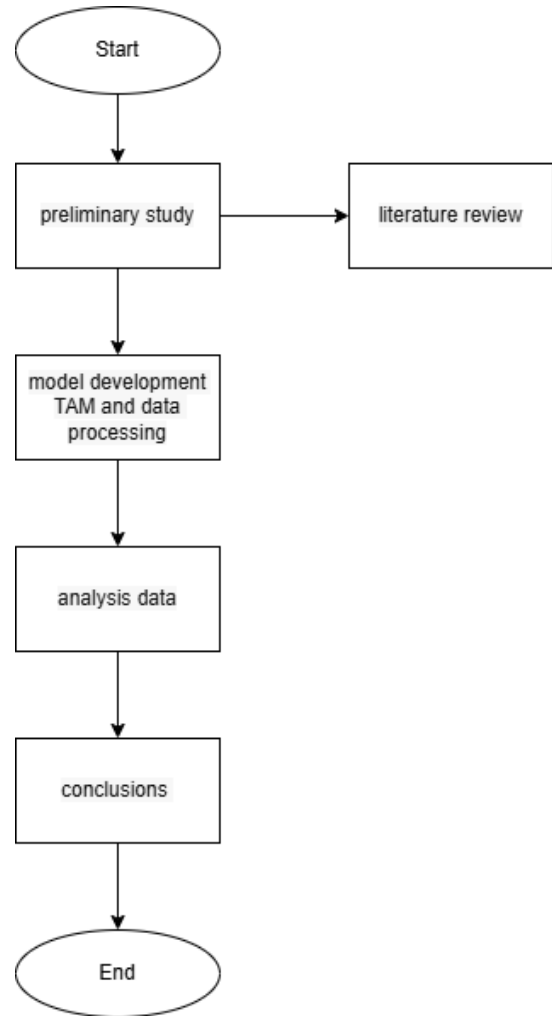 Start
preliminary study
literature review
model development
TAM and data
processing
analysis data
conclusions
End